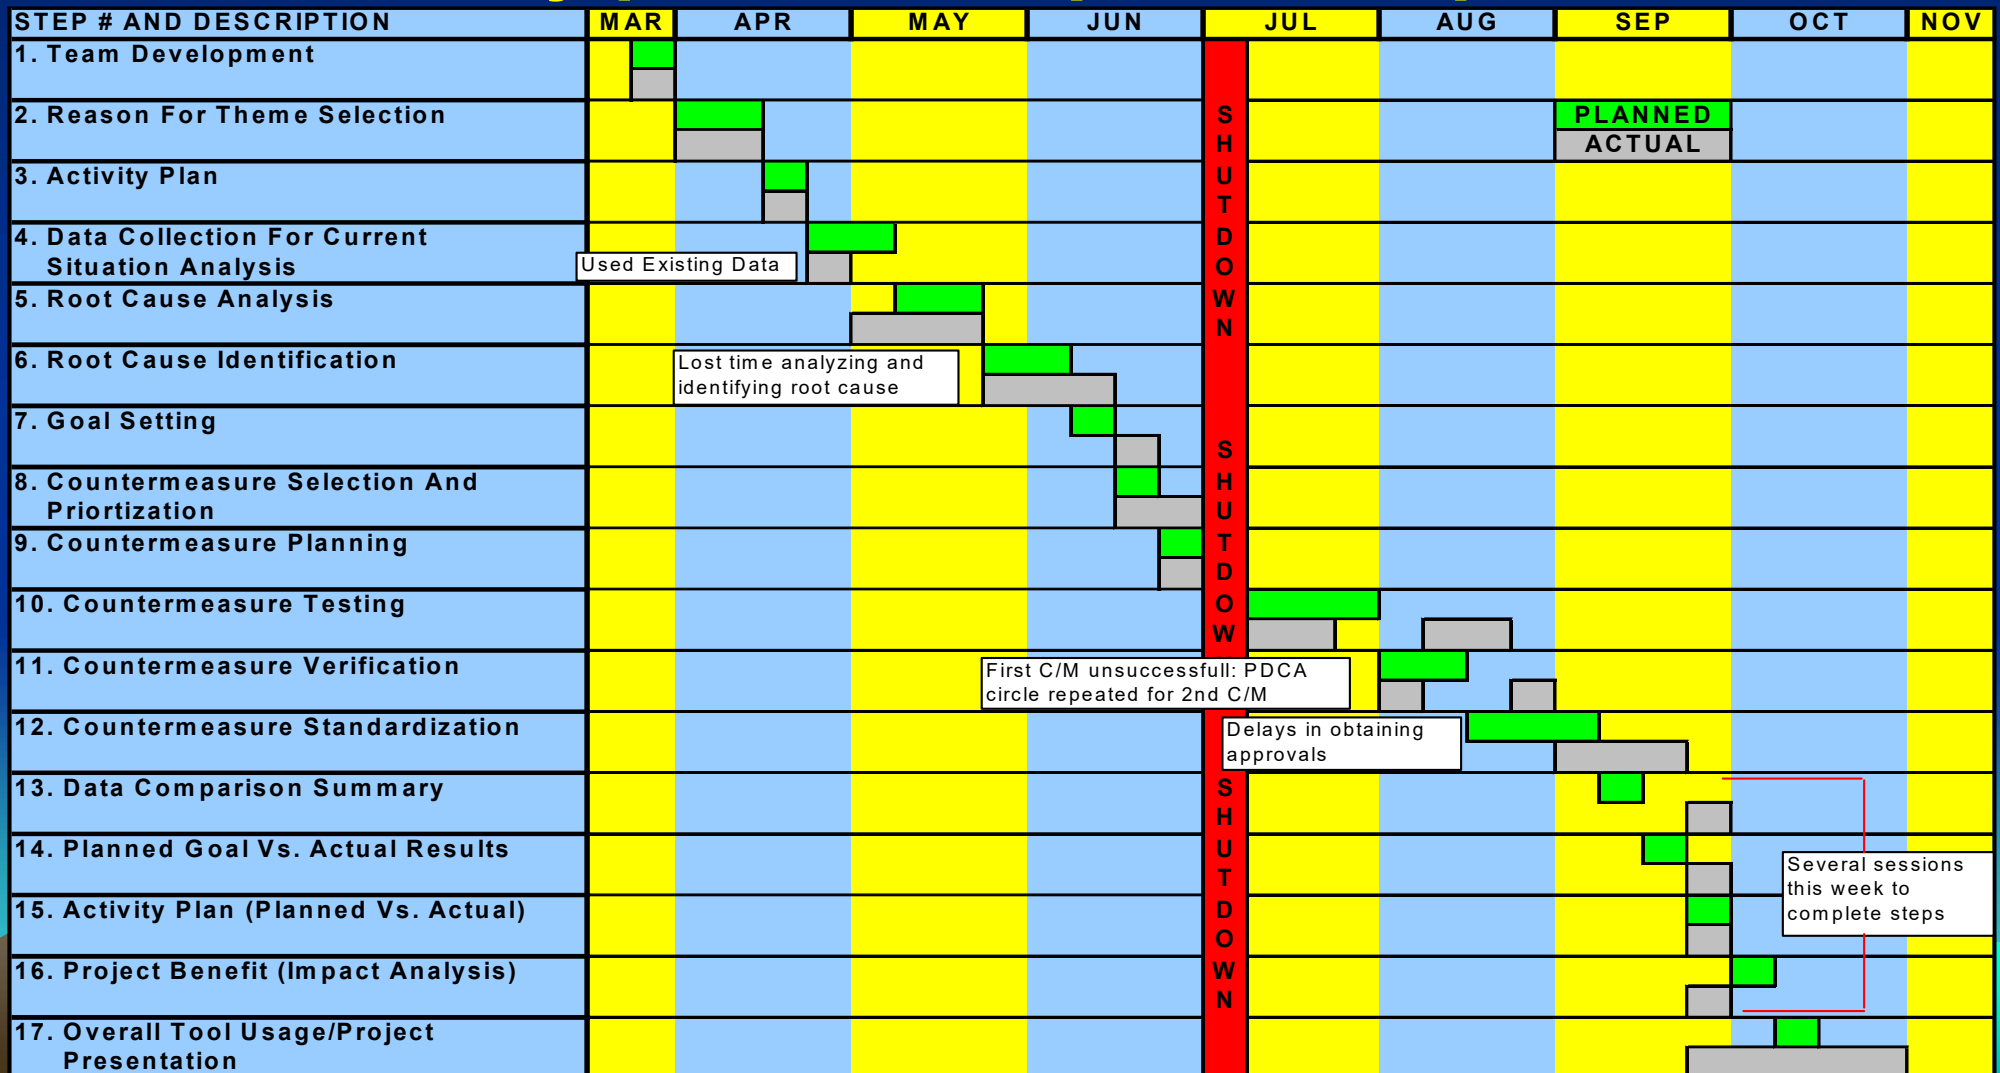 STEP # AND DESCRIPTION MAR APR MAY JUN JUL AUG SEP OCT NOV
1. Team Development
2. Reason For Theme Selection
PLANNED
ACTUAL
3. Activity Plan
4. Data Collection For Current
Situation Analysis
Used Existing Data
5. Root Cause Analysis
6. Root Cause Identification
Lost time analyzing and
identifying root cause
7. Goal Setting
8. Countermeasure Selection And
Priortization
9. Countermeasure Planning
10. Countermeasure Testing
11. Countermeasure Verification
First C/M unsuccessfull: PDCA
circle repeated for 2nd C/M
12. Countermeasure Standardization
Delays in obtaining
approvals
13. Data Comparison Summary
14. Planned Goal Vs. Actual Results
Several sessions
this week to
complete steps
15. Activity Plan (Planned Vs. Actual)
16. Project Benefit (Impact Analysis)
17. Overall Tool Usage/Project
Presentation
SHUTDOWN
SHUTDOW
SHUTDOWN